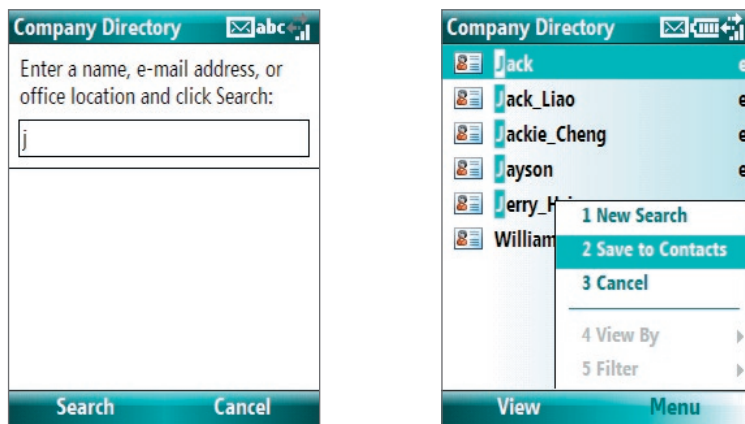 Company Directory abc
Enter a name, e-mail address, or
office location and click Search:
j
Search Cancel
Company Directory
Jack e
Jack_Liao e
Jackie_Cheng e
Jayson e
William
1 New Search
2 Save to Contacts
3 Cancel
4 View By
5 Filter
View Menu